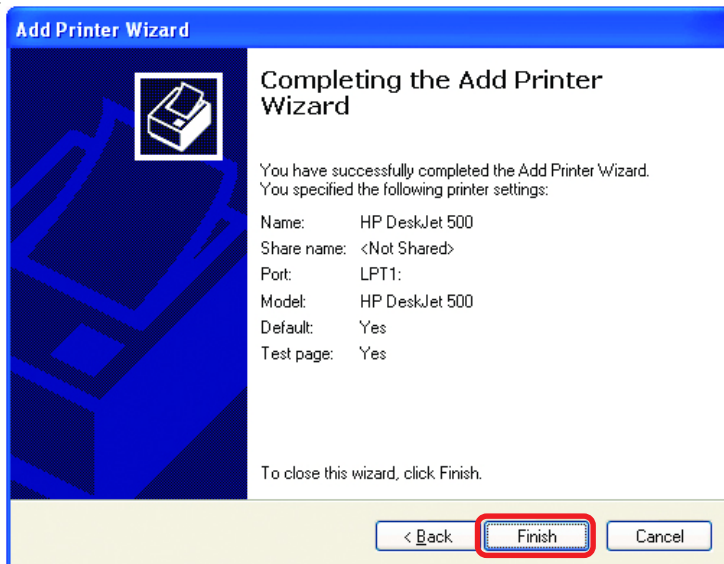 Add Printer Wizard
Completing the Add Printer
Wizard
You have successfully completed the Add Printer Wizard.
You specified the following printer settings:
Name: HP DeskJet 500
Share name: <Not Shared>
Port: LPT1:
Model: HP DeskJet 500
Default: Yes
Test page: Yes
To close this wizard, click Finish.
< Back Finish Cancel